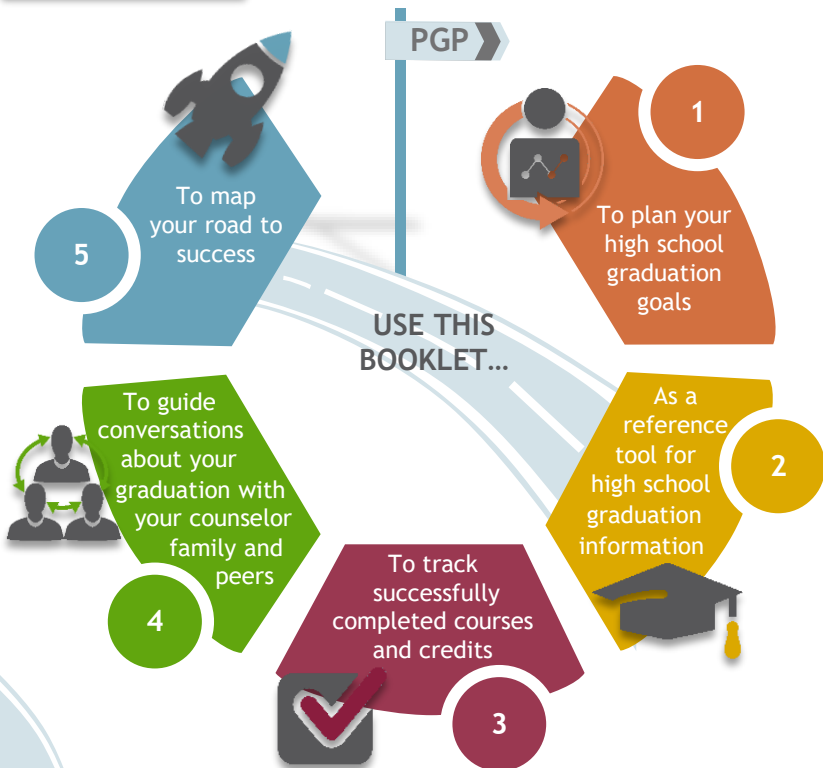 PGP
USE THIS
BOOKLET…
1
To plan your
high school
graduation
goals
2
As a
reference
tool for
high school
graduation
information
3
To track
successfully
completed courses
and credits
4
To guide
conversations
about your
graduation with
your counselor
family and
peers
5
To map
your road to
success